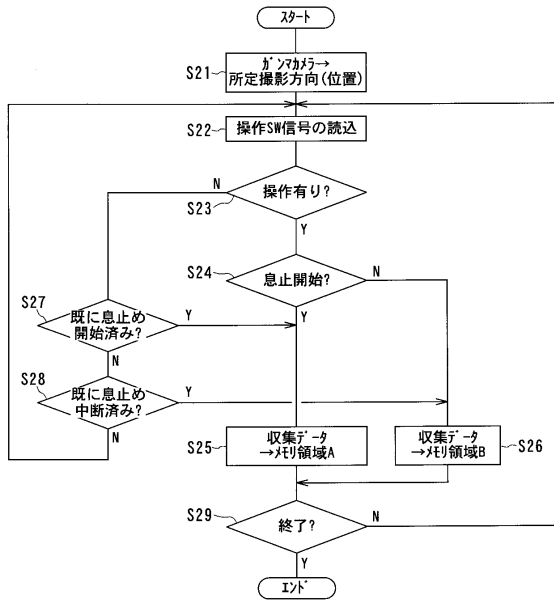 スタート
S21
ガンマカメラ→
所定撮影方向(位置)
S22
操作SW信号の読込
S23
操作有り?
N
Y
S24
息止開始?
N
Y
S27
既に息止め
開始済み?
Y
N
S28
既に息止め
中断済み?
Y
N
S25
収集データ
→メモリ領域A
収集データ
→メモリ領域B
S26
S29
終了?
N
Y
エンド